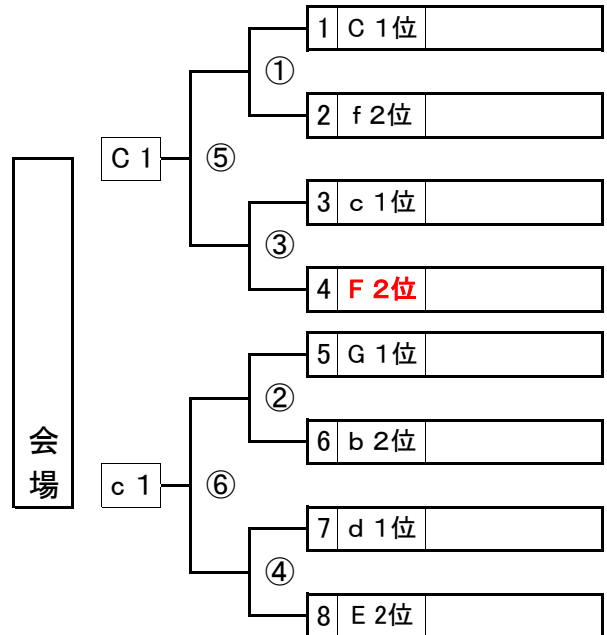 1 C 1位
①
2 f 2位
C 1 ⑤
3 c 1位
③
4 F 2位
5 G 1位
②
6 b 2位
会場
c 1 ⑥
7 d 1位
④
8 E 2位